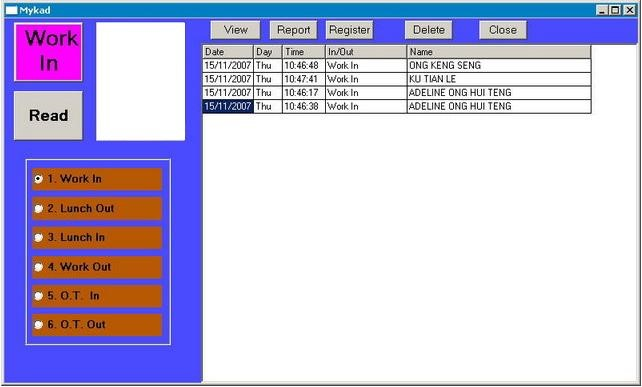 Mykad
Work
In
Read
View Report Register Delete Close
Date Day Time In/Out Name
15/11/2007 Thu 10:46:48 Work In ONG KENG SENG
15/11/2007 Thu 10:47:41 Work In KU TIAN LE
15/11/2007 Thu 10:46:17 Work In ADELINE ONG HUI TENG
15/11/2007 Thu 10:46:38 Work In ADELINE ONG HUI TENG
1. Work In
2. Lunch Out
3. Lunch In
4. Work Out
5. O.T. In
6. O.T. Out